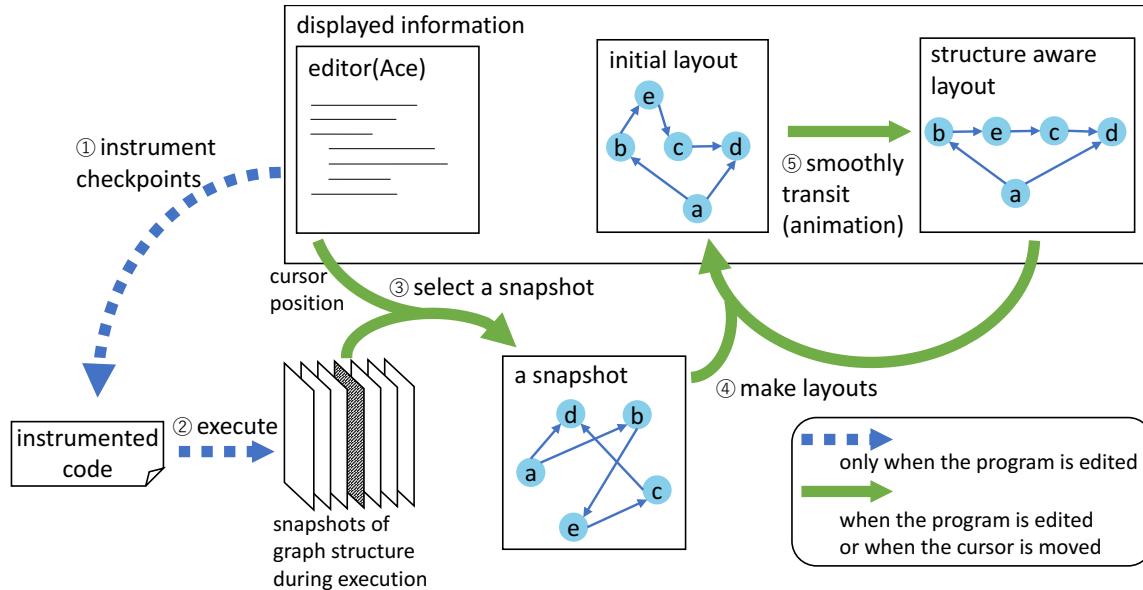 displayed information
editor(Ace)
initial layout
e
b
c
d
a
structure aware
layout
b
e
c
d
a
① instrument
checkpoints
⑤ smoothly
transit
(animation)
cursor
position
③ select a snapshot
a snapshot
d
b
a
c
e
④ make layouts
instrumented
code
② execute
snapshots of
graph structure
during execution
only when the program is edited
when the program is edited
or when the cursor is moved